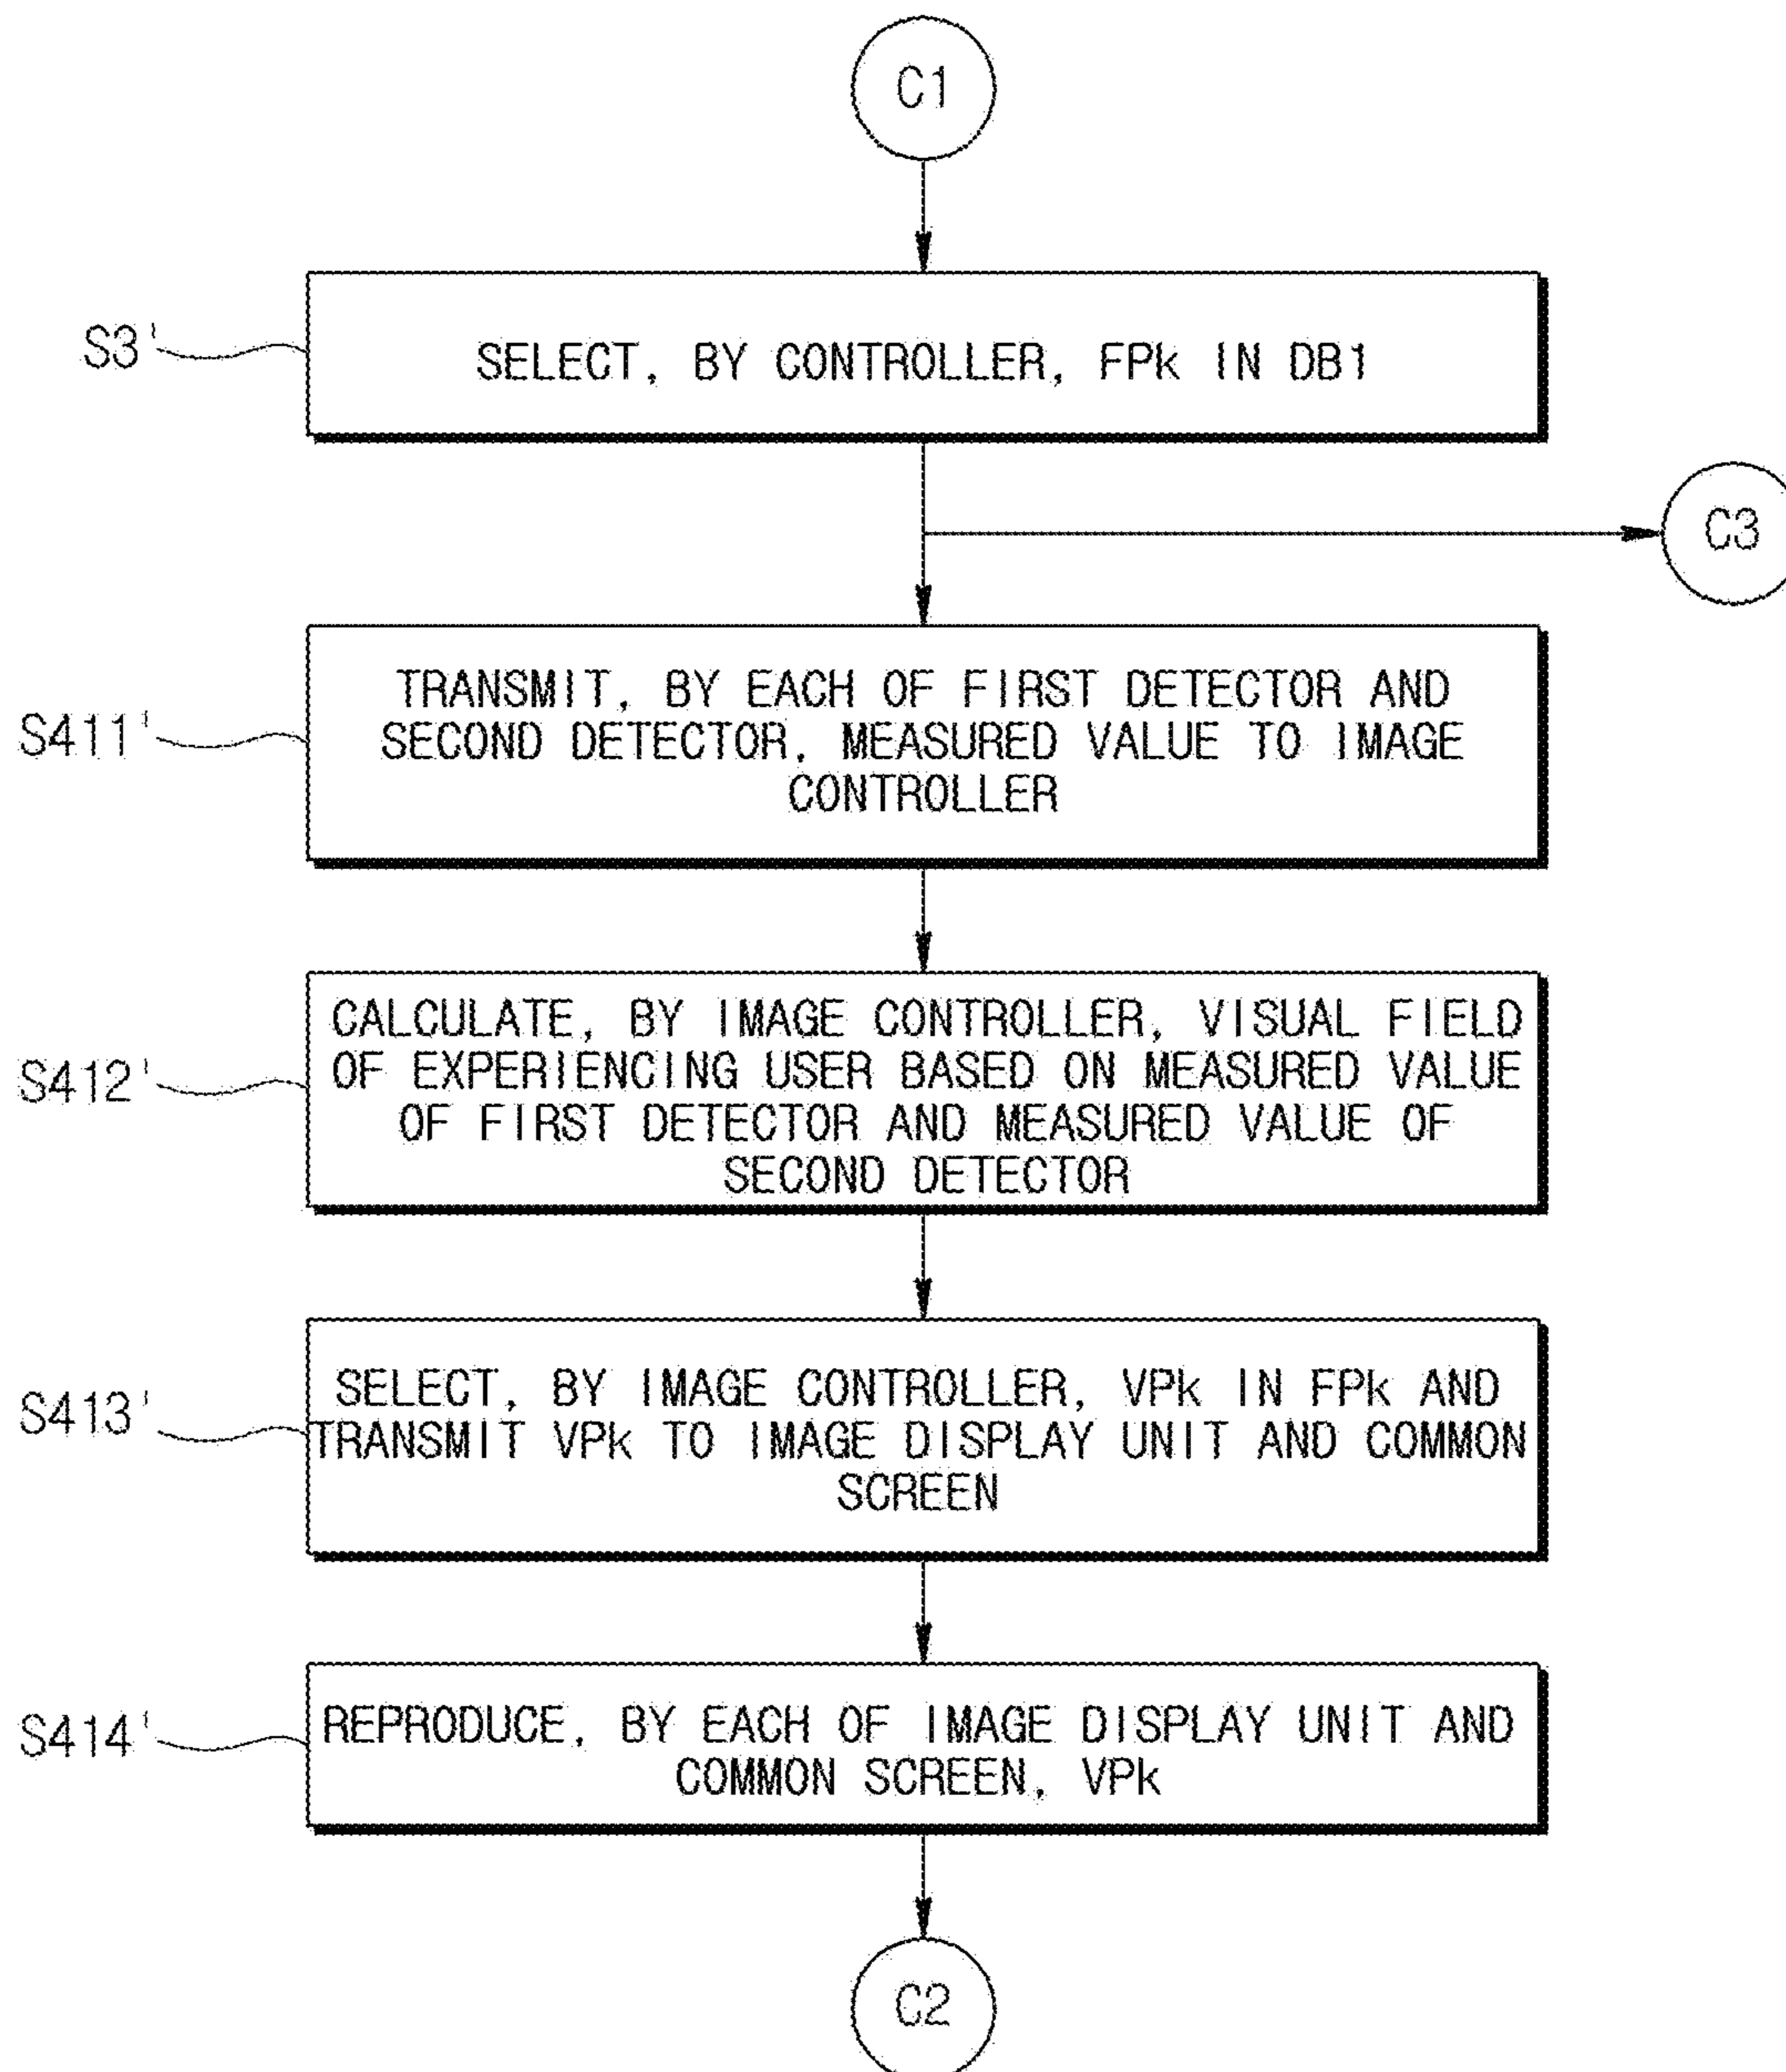 C1
S3'
SELECT, BY CONTROLLER, FPk IN DB1
C3
S411'
TRANSMIT, BY EACH OF FIRST DETECTOR AND
SECOND DETECTOR, MEASURED VALUE TO IMAGE
CONTROLLER
S412'
CALCULATE, BY IMAGE CONTROLLER, VISUAL FIELD
OF EXPERIENCING USER BASED ON MEASURED VALUE
OF FIRST DETECTOR AND MEASURED VALUE OF
SECOND DETECTOR
S413'
SELECT, BY IMAGE CONTROLLER, VPk IN FPk AND
TRANSMIT VPk TO IMAGE DISPLAY UNIT AND COMMON
SCREEN
S414'
REPRODUCE, BY EACH OF IMAGE DISPLAY UNIT AND
COMMON SCREEN, VPk
C2